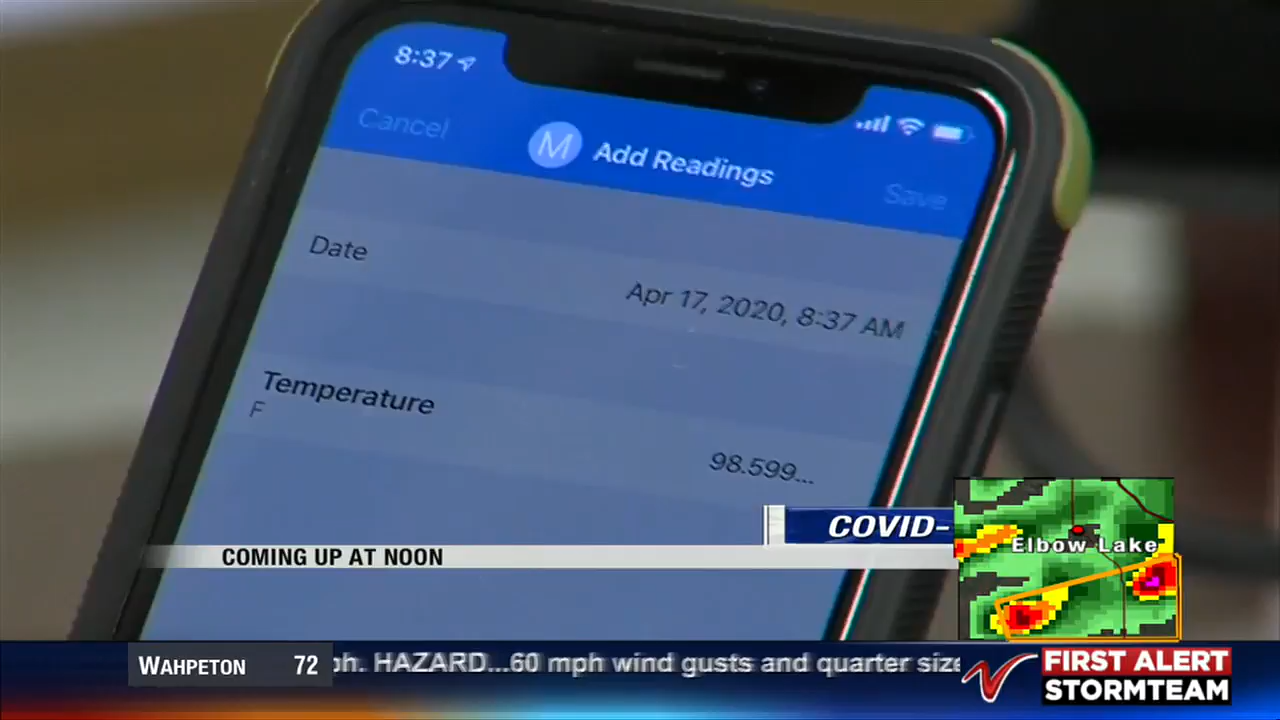 8:37
Cancel
M Add Readings
Save
Date
Apr 17, 2020, 8:37 AM
Temperature
F
98.599...
COVID-
COMING UP AT NOON
Elbow Lake
WAHPETON 72
ph. HAZARD...60 mph wind gusts and quarter size
FIRST ALERT
STORMTEAM